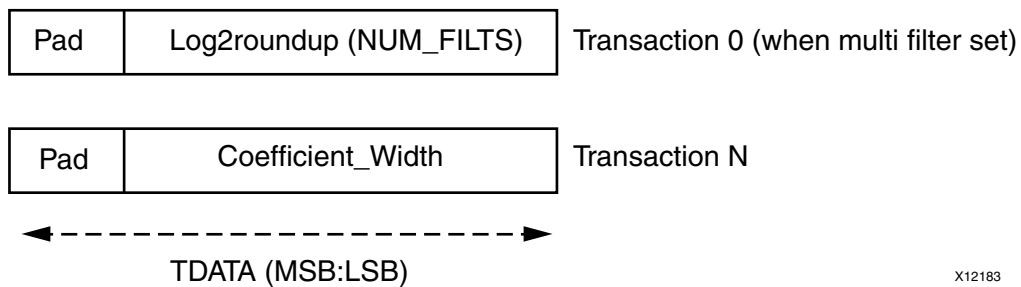 Pad Log2roundup (NUM_FILTS) Transaction 0 (when multi filter set)
Pad Coefficient_Width Transaction N
TDATA (MSB:LSB)
X12183